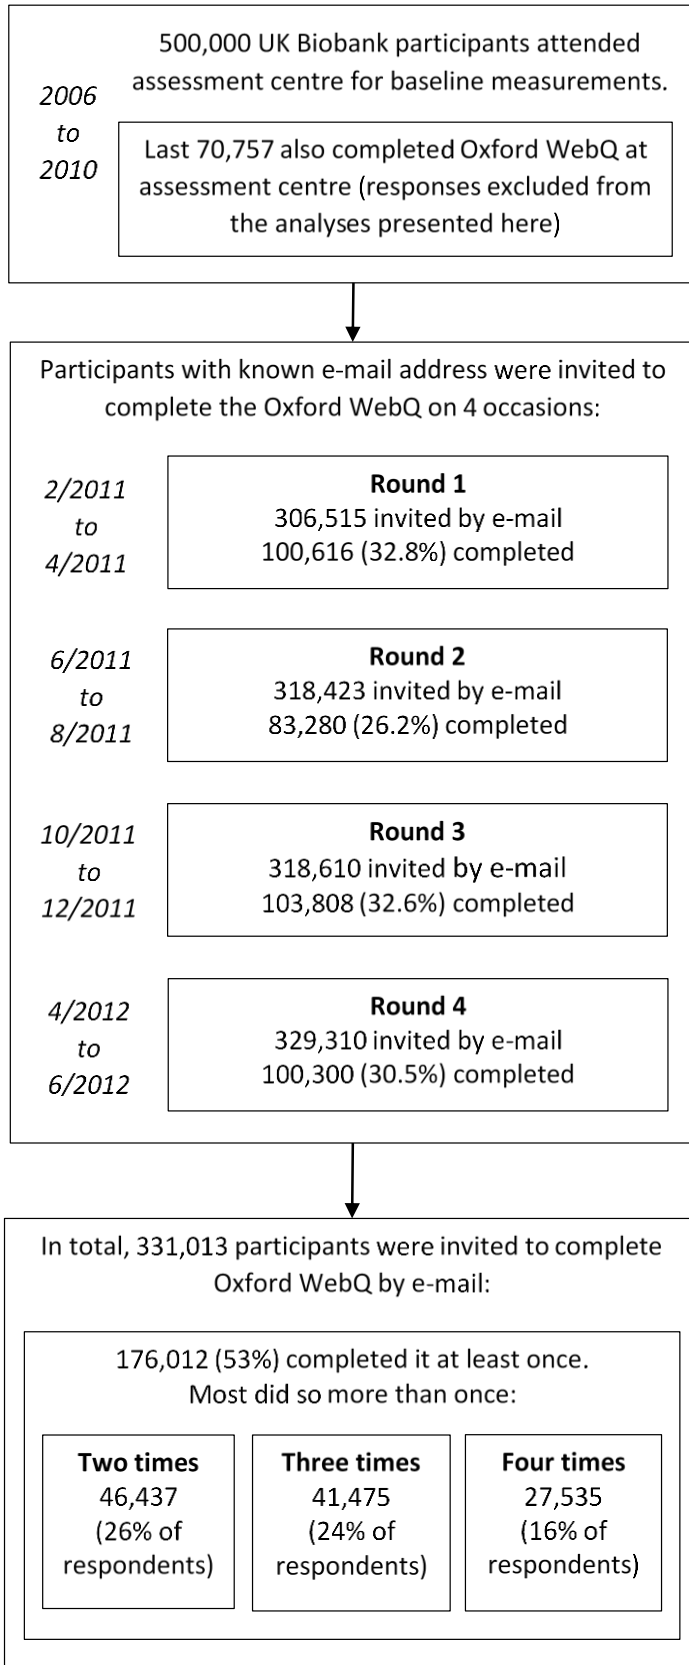 500,000 UK Biobank participants attended
assessment centre for baseline measurements.
2006
to
2010
Last 70,757 also completed Oxford WebQ at
assessment centre (responses excluded from
the analyses presented here)
Participants with known e-mail address were invited to
complete the Oxford WebQ on 4 occasions:
2/2011
to
4/2011
Round 1
306,515 invited by e-mail
100,616 (32.8%) completed
6/2011
to
8/2011
Round 2
318,423 invited by e-mail
83,280 (26.2%) completed
10/2011
to
12/2011
Round 3
318,610 invited by e-mail
103,808 (32.6%) completed
4/2012
to
6/2012
Round 4
329,310 invited by e-mail
100,300 (30.5%) completed
In total, 331,013 participants were invited to complete
Oxford WebQ by e-mail:
176,012 (53%) completed it at least once.
Most did so more than once:
Two times
46,437
(26% of
respondents)
Three times
41,475
(24% of
respondents)
Four times
27,535
(16% of
respondents)